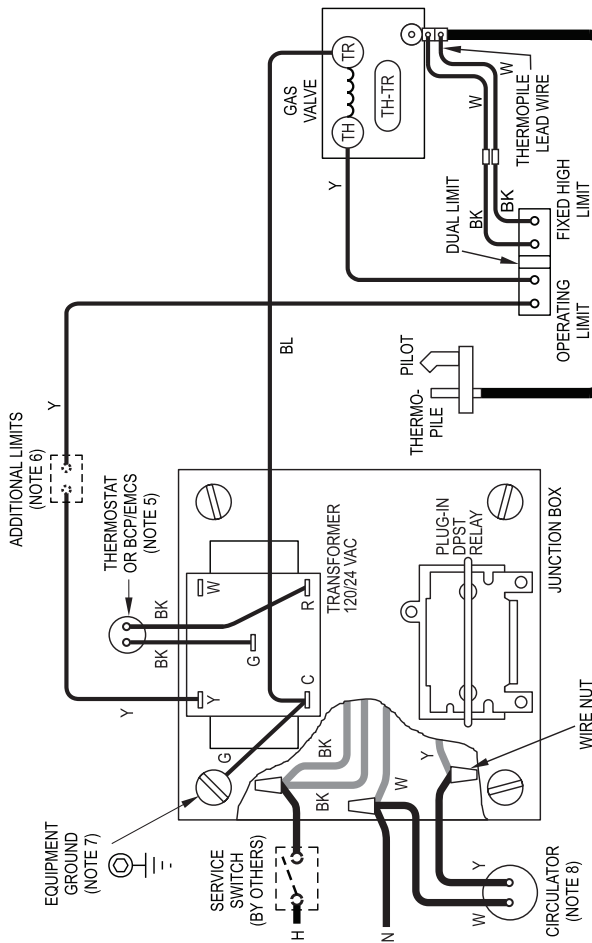 ADDITIONAL LIMITS
(NOTE 6)
Y
Y
THERMOSTAT
OR BCP/EMCS
(NOTE 5)
BK
BK
EQUIPMENT
GROUND
(NOTE 7)
G
Y
W
G
C
R
TRANSFORMER
120/24 VAC
BL
GAS
VALVE
TR
TH
TH-TR
Y
W
W
THERMOPILE
LEAD WIRE
DUAL LIMIT
BK
BK
FIXED HIGH
LIMIT
OPERATING
LIMIT
PILOT
THERMO-
PILE
PLUG-IN
DPST
RELAY
JUNCTION BOX
SERVICE
SWITCH
(BY OTHERS)
H
N
BK
BK
W
Y
WIRE NUT
W
Y
CIRCULATOR
(NOTE 8)